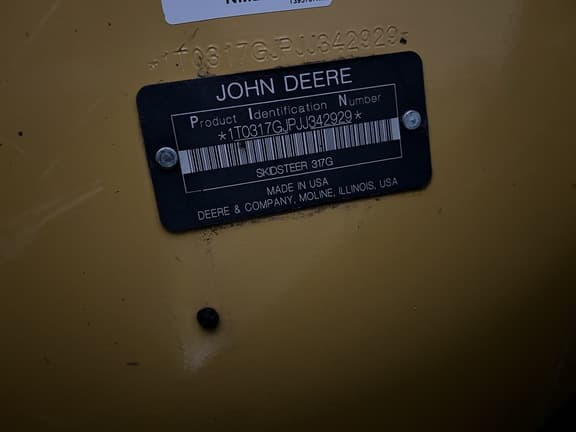 *1T0317GJPJJ342929*
JOHN DEERE
Product Identification Number
*1T0317GJPJJ342929*
SKIDSTEER 317G
MADE IN USA
DEERE & COMPANY, MOLINE, ILLINOIS, USA